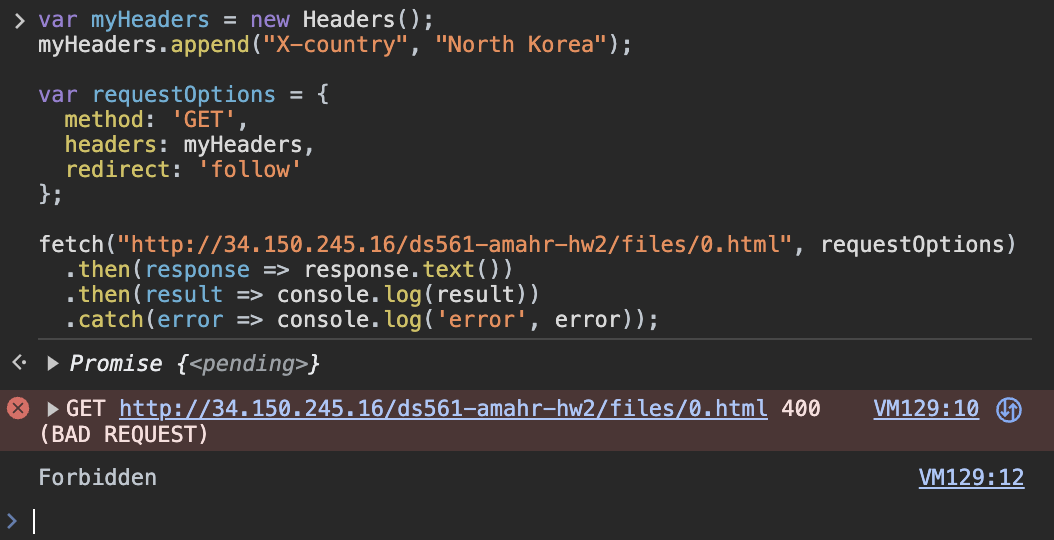 > var myHeaders = new Headers();
myHeaders.append("X-country", "North Korea");
var requestOptions = {
  method: 'GET',
  headers: myHeaders,
  redirect: 'follow'
};
fetch("http://34.150.245.16/ds561-amahr-hw2/files/0.html", requestOptions)
  .then(response => response.text())
  .then(result => console.log(result))
  .catch(error => console.log('error', error));
Promise {<pending>}
GET http://34.150.245.16/ds561-amahr-hw2/files/0.html 400 VM129:10
(BAD REQUEST)
Forbidden VM129:12
>